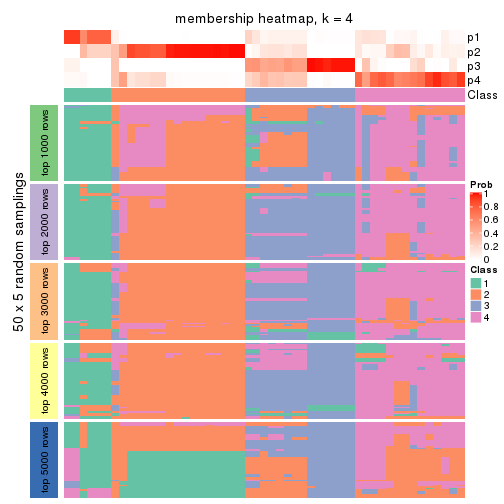 membership heatmap, k = 4
p1
p2
p3
p4
Class
50 x 5 random samplings
top 1000 rows
top 2000 rows
top 3000 rows
top 4000 rows
top 5000 rows
Prob
1
0.8
0.6
0.4
0.2
0
Class
1
2
3
4